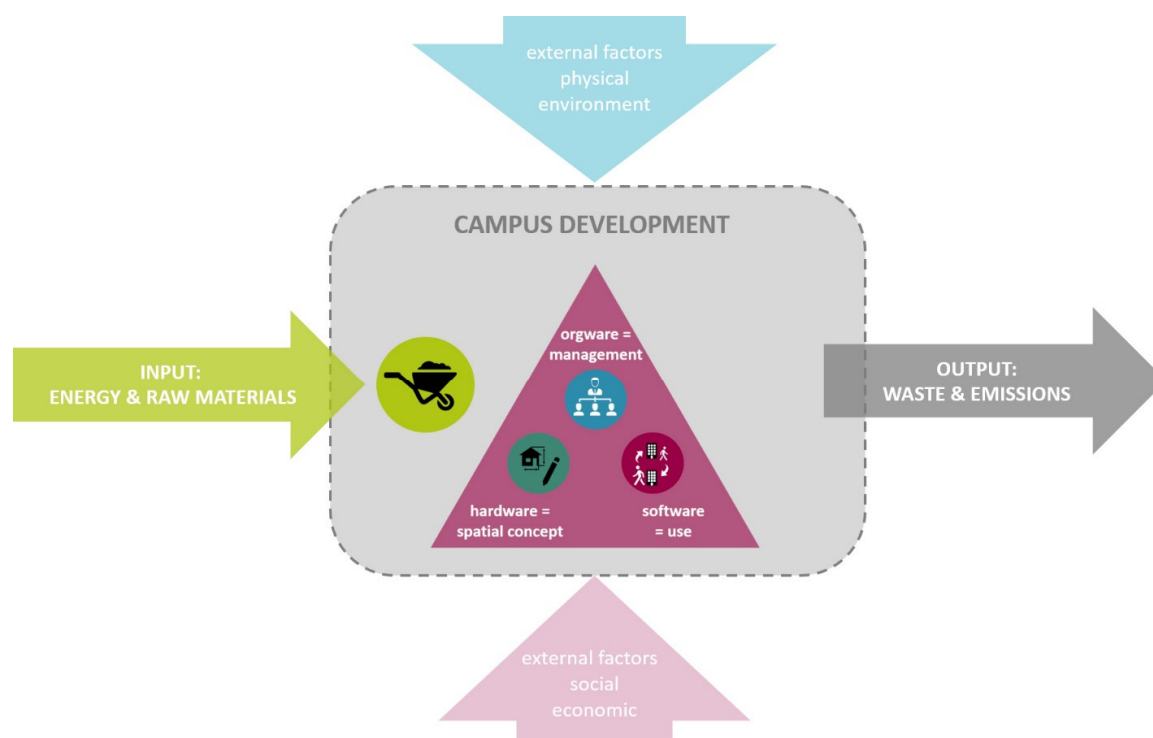 external factors
physical
environment
CAMPUS DEVELOPMENT
orgware =
management
INPUT:
ENERGY & RAW MATERIALS
OUTPUT:
WASTE & EMISSIONS
hardware =
spatial concept
software
= use
external factors
social
economic